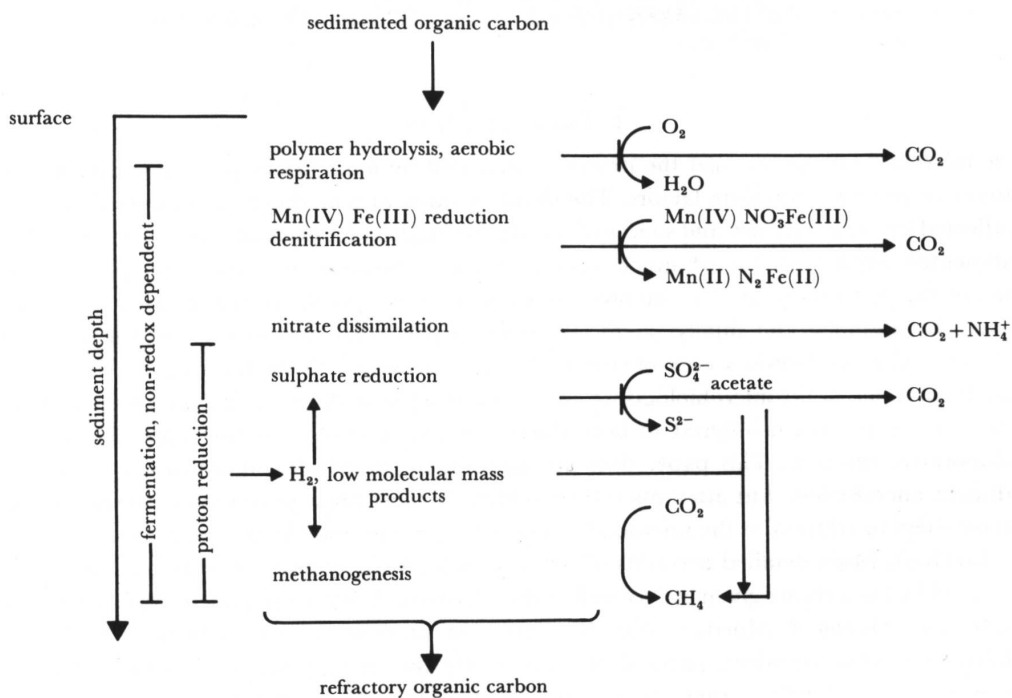 sedimented organic carbon
surface
polymer hydrolysis, aerobic
respiration
O₂
H₂O
CO₂
Mn(IV) Fe(III) reduction
denitrification
Mn(IV) NO₃⁻Fe(III)
Mn(II) N₂ Fe(II)
CO₂
nitrate dissimilation
CO₂+NH₄⁺
sulphate reduction
SO₄²⁻
acetate
S²⁻
CO₂
H₂, low molecular mass
products
CO₂
methanogenesis
CH₄
sediment depth
fermentation, non-redox dependent
proton reduction
refractory organic carbon